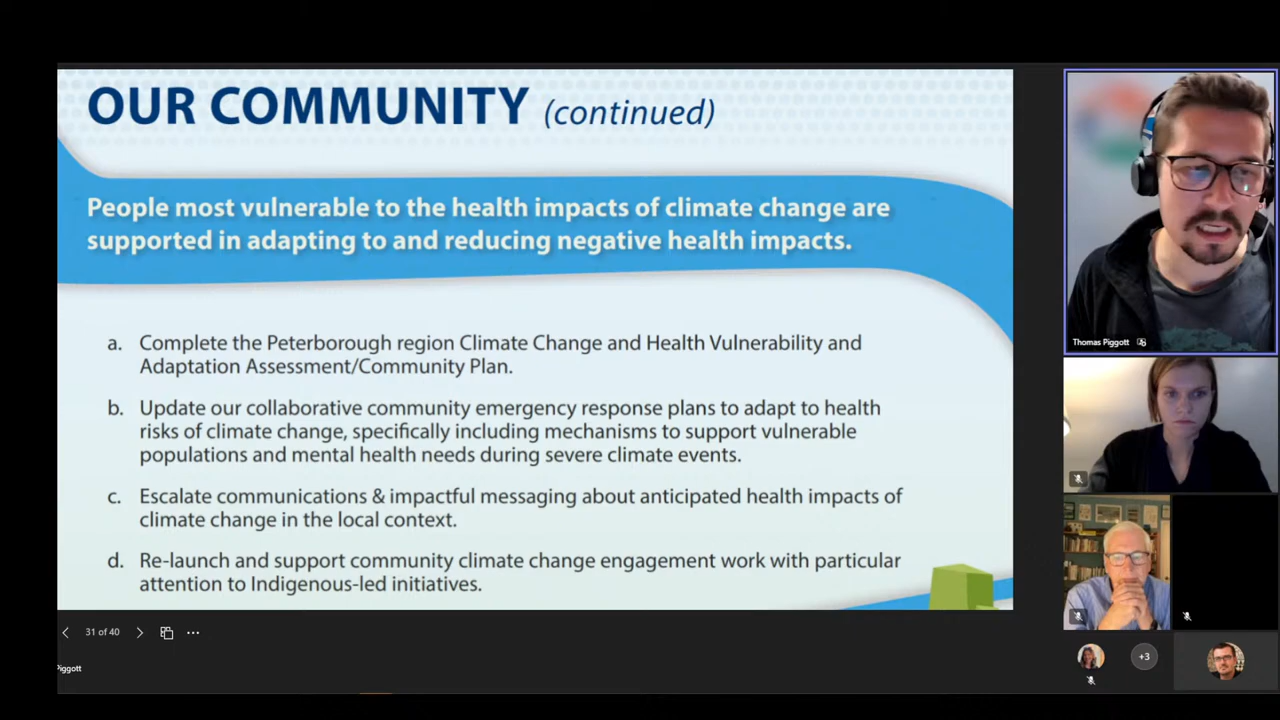 OUR COMMUNITY (continued)
People most vulnerable to the health impacts of climate change are
supported in adapting to and reducing negative health impacts.
a. Complete the Peterborough region Climate Change and Health Vulnerability and
Adaptation Assessment/Community Plan.
b. Update our collaborative community emergency response plans to adapt to health
risks of climate change, specifically including mechanisms to support vulnerable
populations and mental health needs during severe climate events.
c. Escalate communications & impactful messaging about anticipated health impacts of
climate change in the local context.
d. Re-launch and support community climate change engagement work with particular
attention to Indigenous-led initiatives.
31 of 40
Piggott
Thomas Piggott
+3